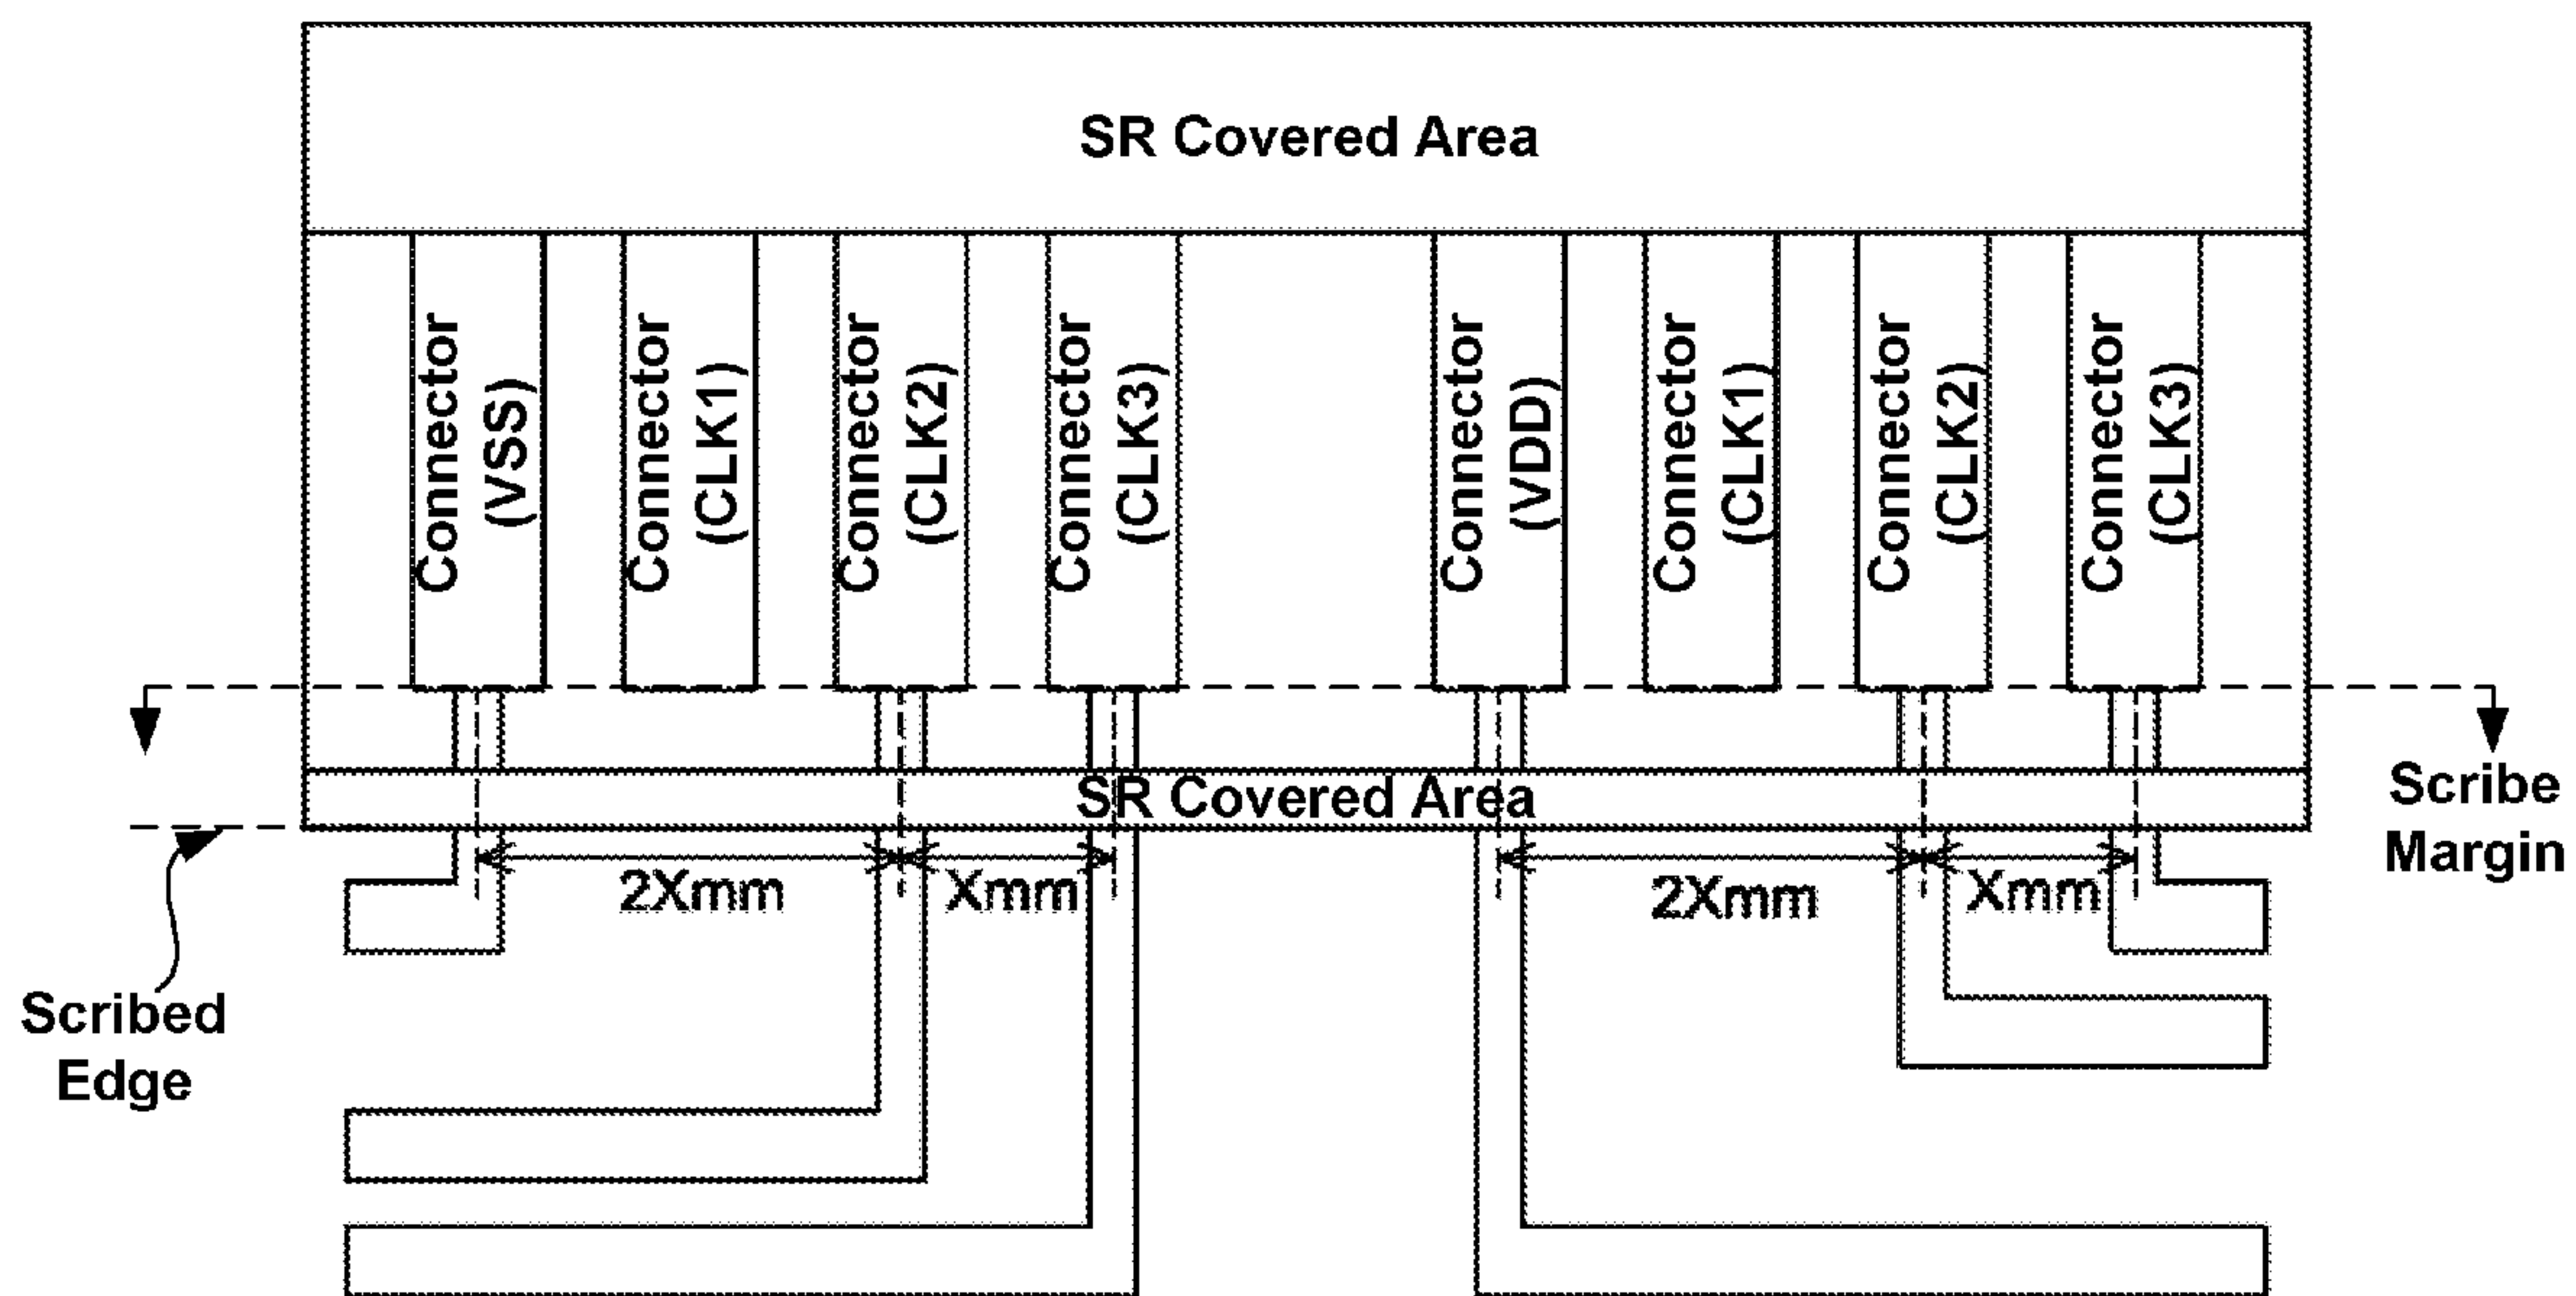 SR Covered Area
Connector
(VSS)
Connector
(CLK1)
Connector
(CLK2)
Connector
(CLK3)
Connector
(VDD)
Connector
(CLK1)
Connector
(CLK2)
Connector
(CLK3)
SR Covered Area
Scribe
Margin
2Xmm
Xmm
2Xmm
Xmm
Scribed
Edge